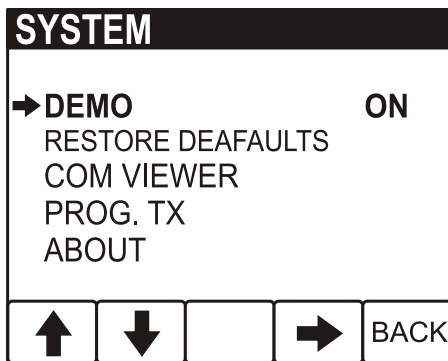 SYSTEM
DEMO ON
RESTORE DEAFAULTS
COM VIEWER
PROG. TX
ABOUT
BACK